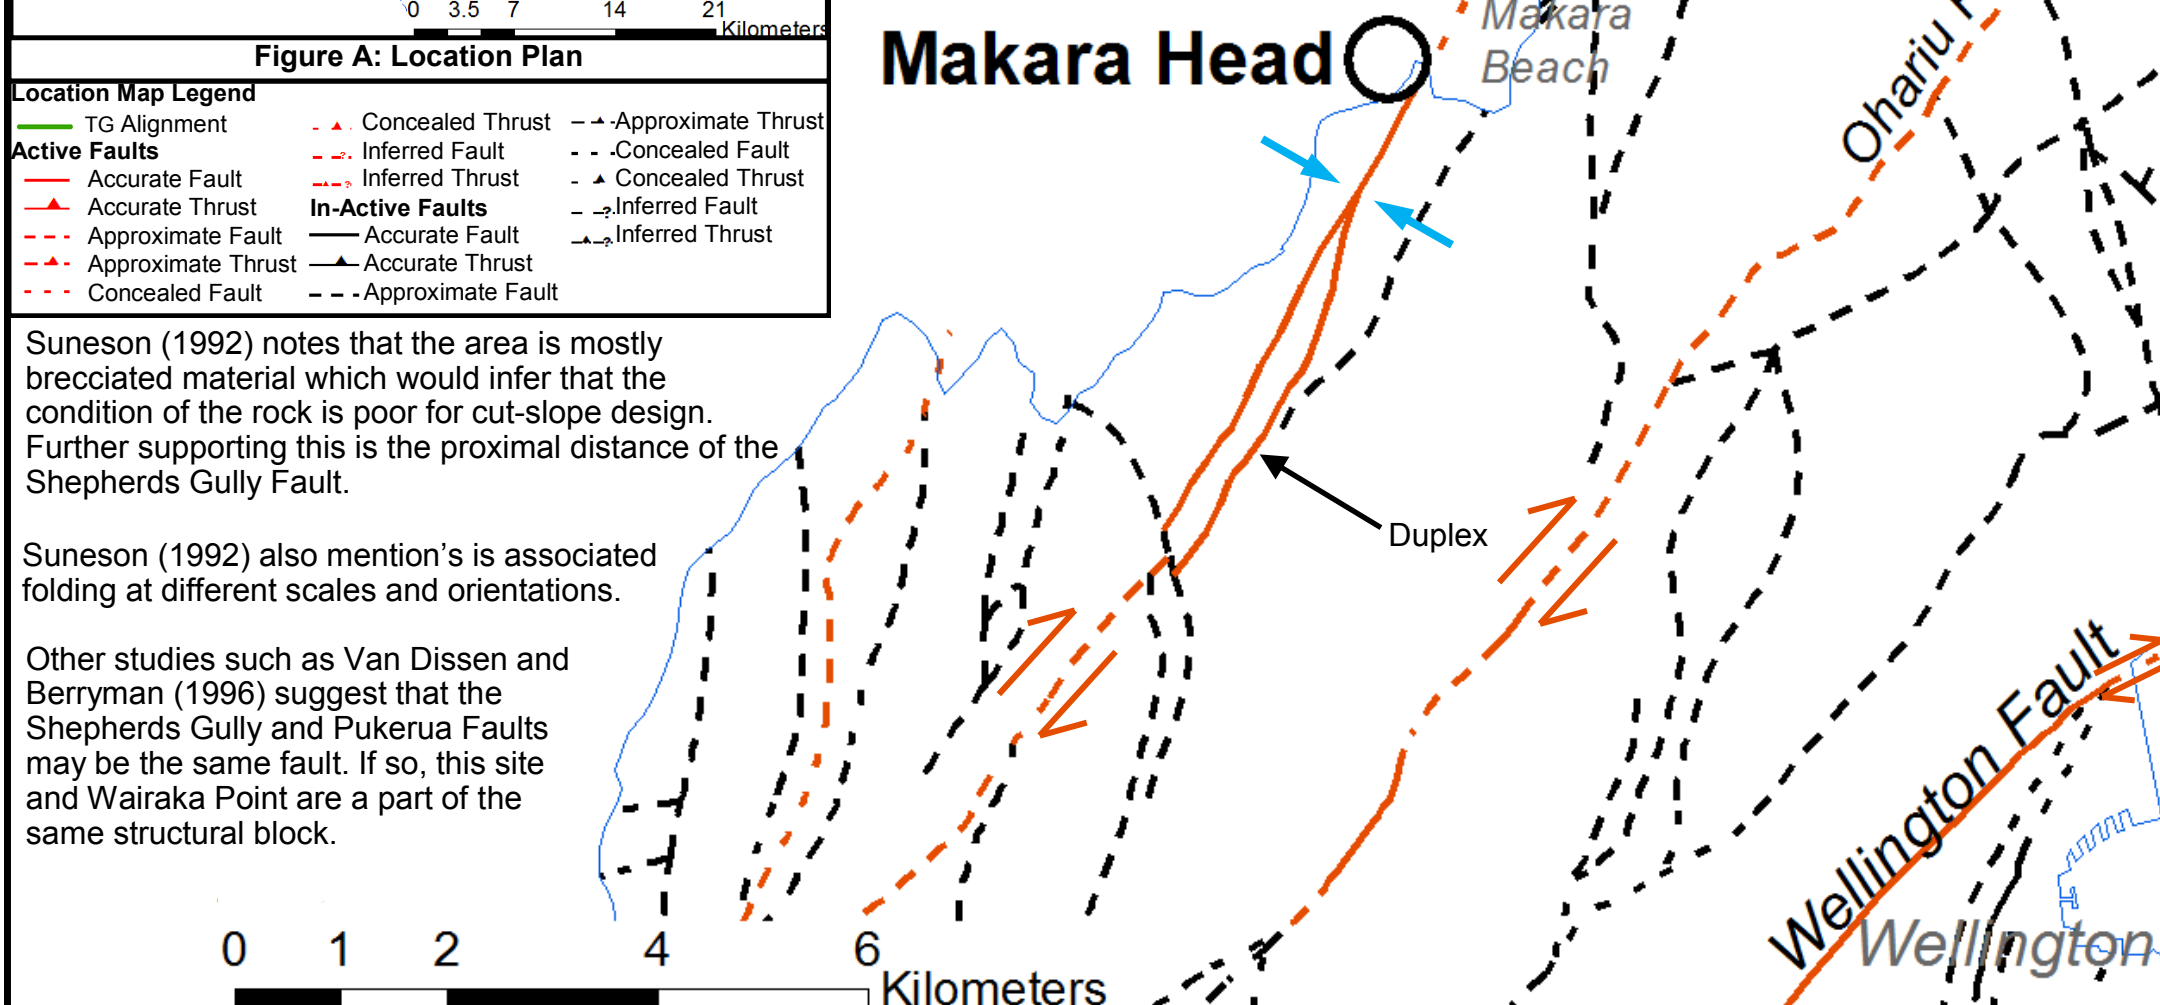 0 3.5 7 14 21
Kilometers
Figure A: Location Plan
Location Map Legend
TG Alignment
Active Faults
Accurate Fault
Accurate Thrust
Approximate Fault
Approximate Thrust
Concealed Fault
Concealed Thrust
Inferred Fault
Inferred Thrust
In-Active Faults
Accurate Fault
Accurate Thrust
Approximate Fault
Approximate Thrust
Concealed Fault
Concealed Thrust
Inferred Fault
Inferred Thrust
Suneson (1992) notes that the area is mostly
brecciated material which would infer that the
condition of the rock is poor for cut-slope design.
Further supporting this is the proximal distance of the
Shepherds Gully Fault.
Suneson (1992) also mention’s is associated
folding at different scales and orientations.
Other studies such as Van Dissen and
Berryman (1996) suggest that the
Shepherds Gully and Pukerua Faults
may be the same fault. If so, this site
and Wairaka Point are a part of the
same structural block.
0 1 2 4 6
Kilometers
Makara Head
Makara
Beach
Ohariu F
Duplex
Wellington Fault
Wellington